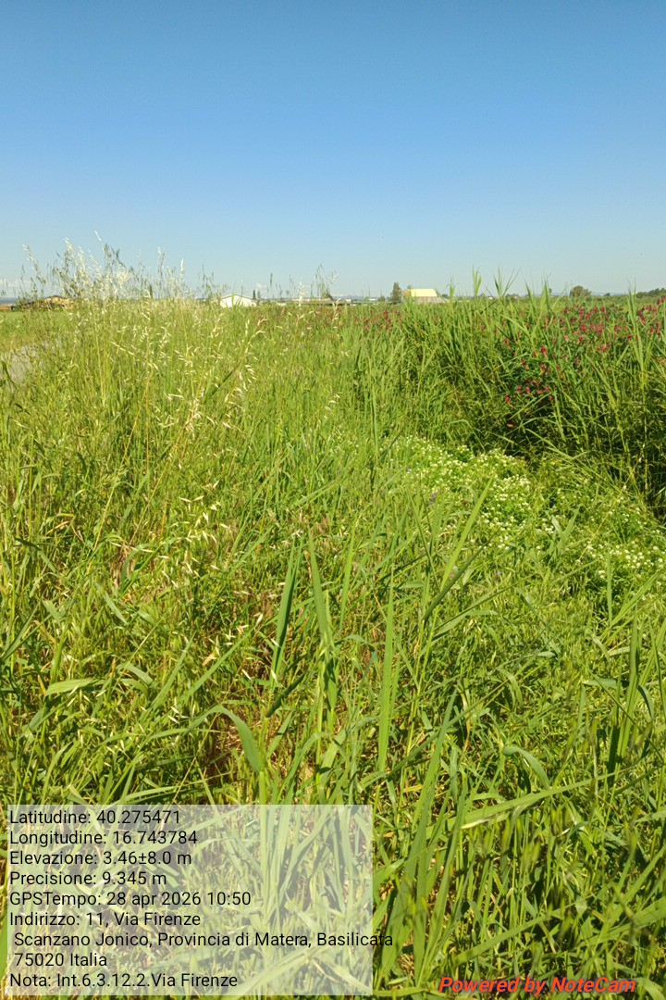 Latitudine: 40.275471
Longitudine: 16.743784
Elevazione: 3.46±8.0 m
Precisione: 9.345 m
GPSTempo: 28 apr 2026 10:50
Indirizzo: 11, Via Firenze
Scanzano Jonico, Provincia di Matera, Basilicata
75020 Italia
Nota: Int.6.3.12.2.Via Firenze
Powered by NoteCam